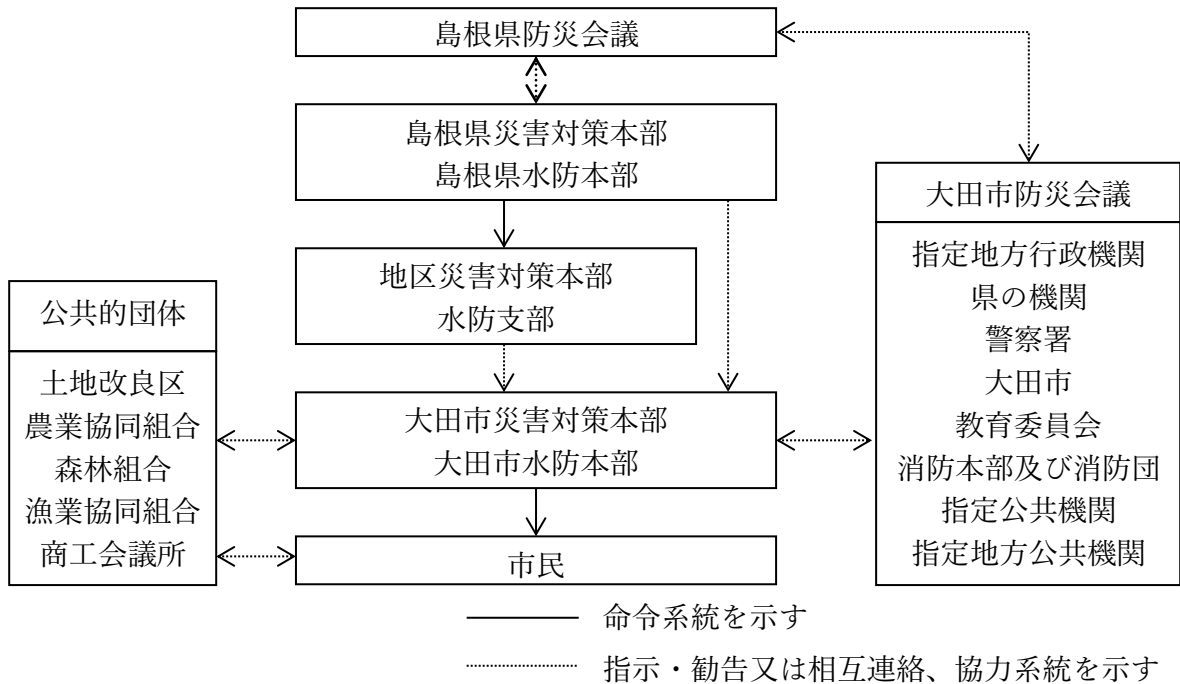 島根県防災会議
島根県災害対策本部
島根県水防本部
大田市防災会議
指定地方行政機関
県の機関
警察署
大田市
教育委員会
消防本部及び消防団
指定公共機関
指定地方公共機関
地区災害対策本部
水防支部
公共的団体
土地改良区
農業協同組合
森林組合
漁業協同組合
商工会議所
大田市災害対策本部
大田市水防本部
市民
命令系統を示す
指示・勧告又は相互連絡、協力系統を示す